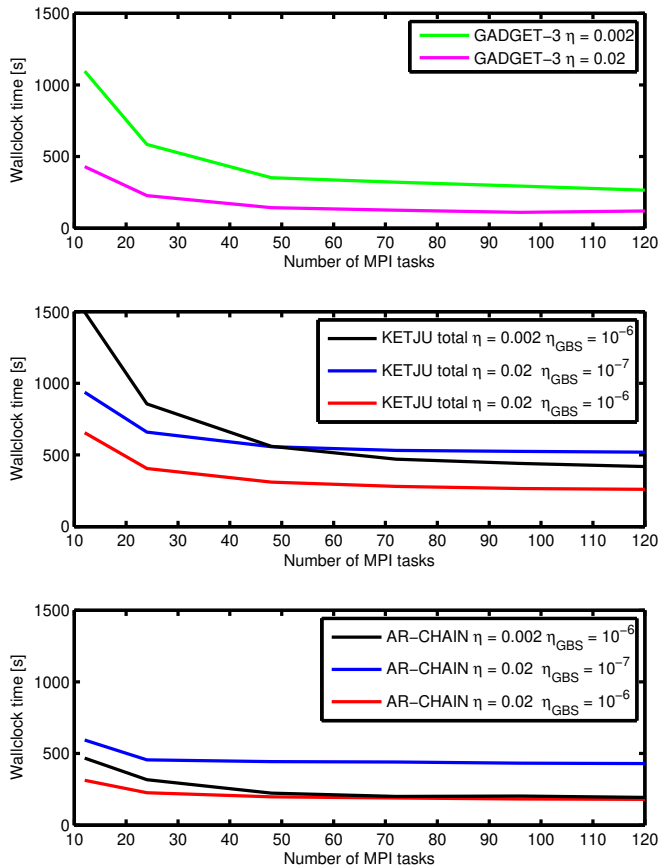 1500
1000
500
0
Wallclock time [s]
GADGET−3 η = 0.002
GADGET−3 η = 0.02
10 20 30 40 50 60 70 80 90 100 110 120
Number of MPI tasks
1500
1000
500
0
Wallclock time [s]
KETJU total η = 0.002 η_GBS = 10^−6
KETJU total η = 0.02 η_GBS = 10^−7
KETJU total η = 0.02 η_GBS = 10^−6
10 20 30 40 50 60 70 80 90 100 110 120
Number of MPI tasks
1500
1000
500
0
Wallclock time [s]
AR−CHAIN η = 0.002 η_GBS = 10^−6
AR−CHAIN η = 0.02 η_GBS = 10^−7
AR−CHAIN η = 0.02 η_GBS = 10^−6
10 20 30 40 50 60 70 80 90 100 110 120
Number of MPI tasks